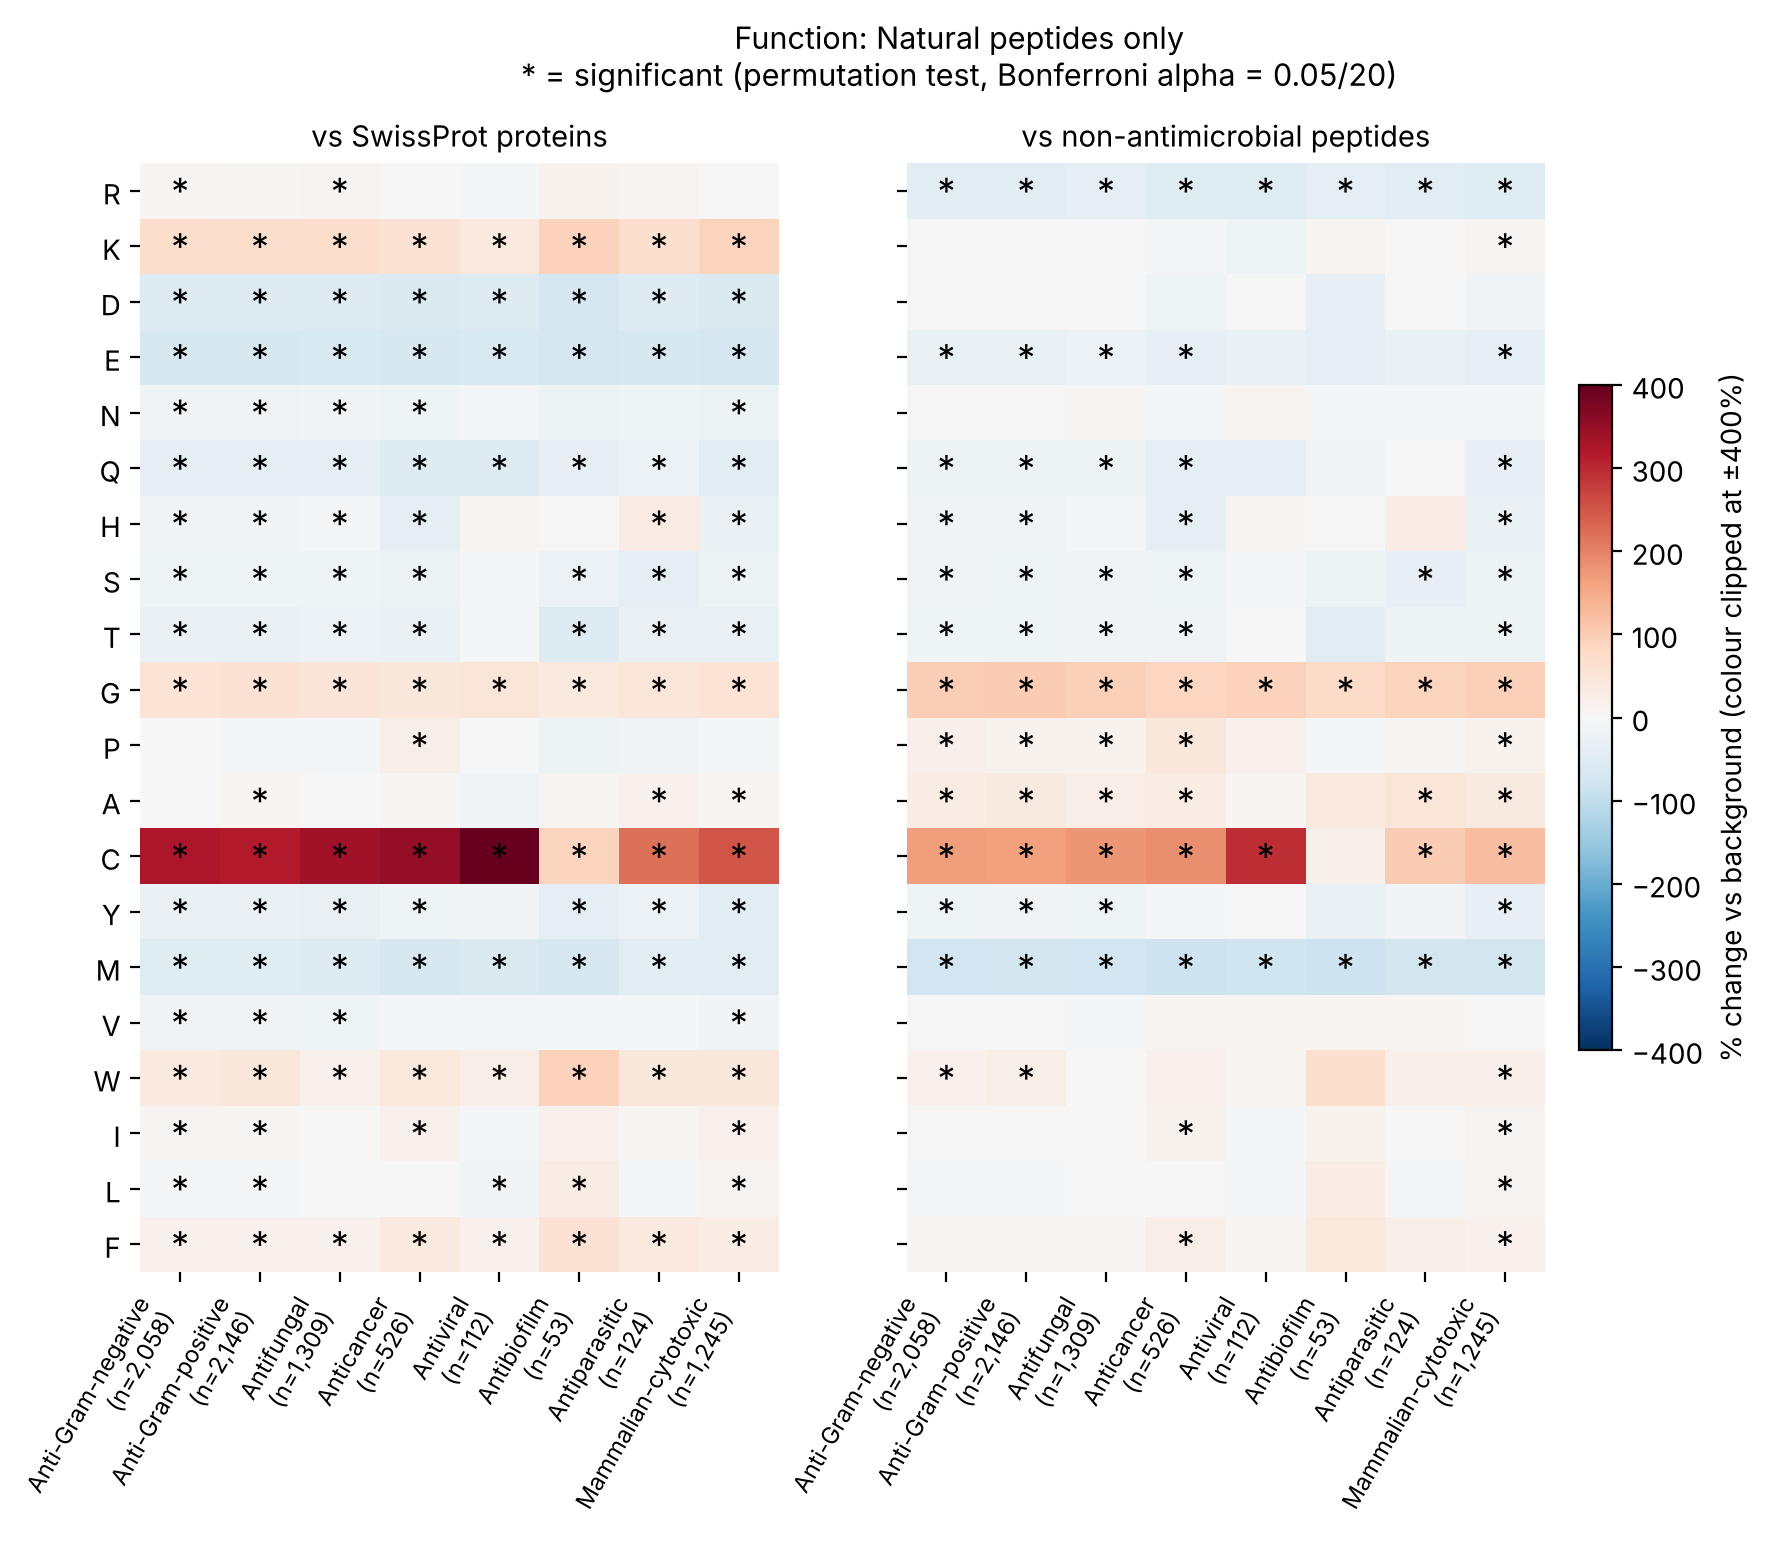 Function: Natural peptides only
* = significant (permutation test, Bonferroni alpha = 0.05/20)
vs SwissProt proteins
vs non-antimicrobial peptides
R * * * * * * * * * *
K * * * * * * * * *
D * * * * * * * *
E * * * * * * * * * * * * *
N * * * * *
Q * * * * * * * * * * * * *
H * * * * * * * * * *
S * * * * * * * * * * * * *
T * * * * * * * * * * * *
G * * * * * * * * * * * * * * * *
P * * * * * *
A * * * * * * * * *
C * * * * * * * * * * * * * * *
Y * * * * * * * * * * *
M * * * * * * * * * * * * * * * *
V * * * *
W * * * * * * * * * * *
I * * * * * *
L * * * * * *
F * * * * * * * * * *
Anti-Gram-negative
(n=2,058)
Anti-Gram-positive
(n=2,146)
Antifungal
(n=1,309)
Anticancer
(n=526)
Antiviral
(n=112)
Antibiofilm
(n=53)
Antiparasitic
(n=124)
Mammalian-cytotoxic
(n=1,245)
Anti-Gram-negative
(n=2,058)
Anti-Gram-positive
(n=2,146)
Antifungal
(n=1,309)
Anticancer
(n=526)
Antiviral
(n=112)
Antibiofilm
(n=53)
Antiparasitic
(n=124)
Mammalian-cytotoxic
(n=1,245)
400
300
200
100
0
−100
−200
−300
−400
% change vs background (colour clipped at ±400%)